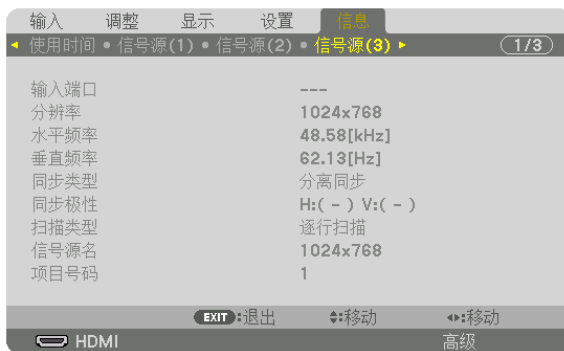 输入 调整 显示 设置 信息
使用时间 • 信号源(1) • 信号源(2) • 信号源(3) 1/3
输入端口 ---
分辨率 1024x768
水平频率 48.58[kHz]
垂直频率 62.13[Hz]
同步类型 分离同步
同步极性 H:( - ) V:( - )
扫描类型 逐行扫描
信号源名 1024x768
项目号码 1
EXIT:退出 :移动 :移动
HDMI 高级